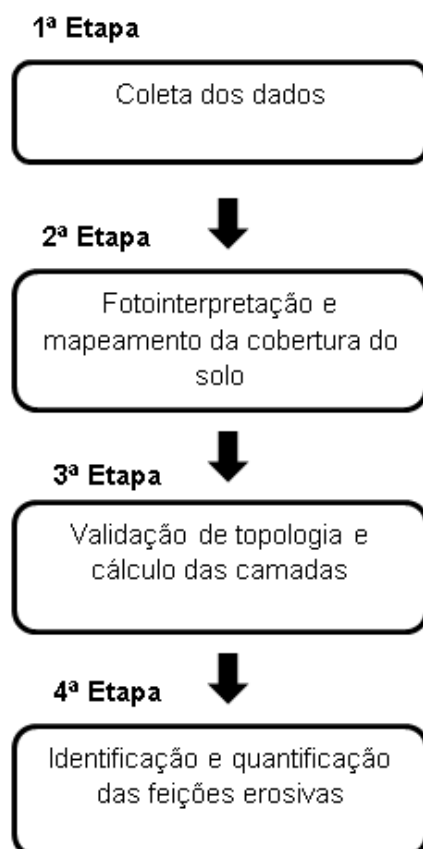 1ª Etapa
Coleta dos dados
2ª Etapa
Fotointerpretação e
mapeamento da cobertura do
solo
3ª Etapa
Validação de topologia e
cálculo das camadas
4ª Etapa
Identificação e quantificação
das feições erosivas